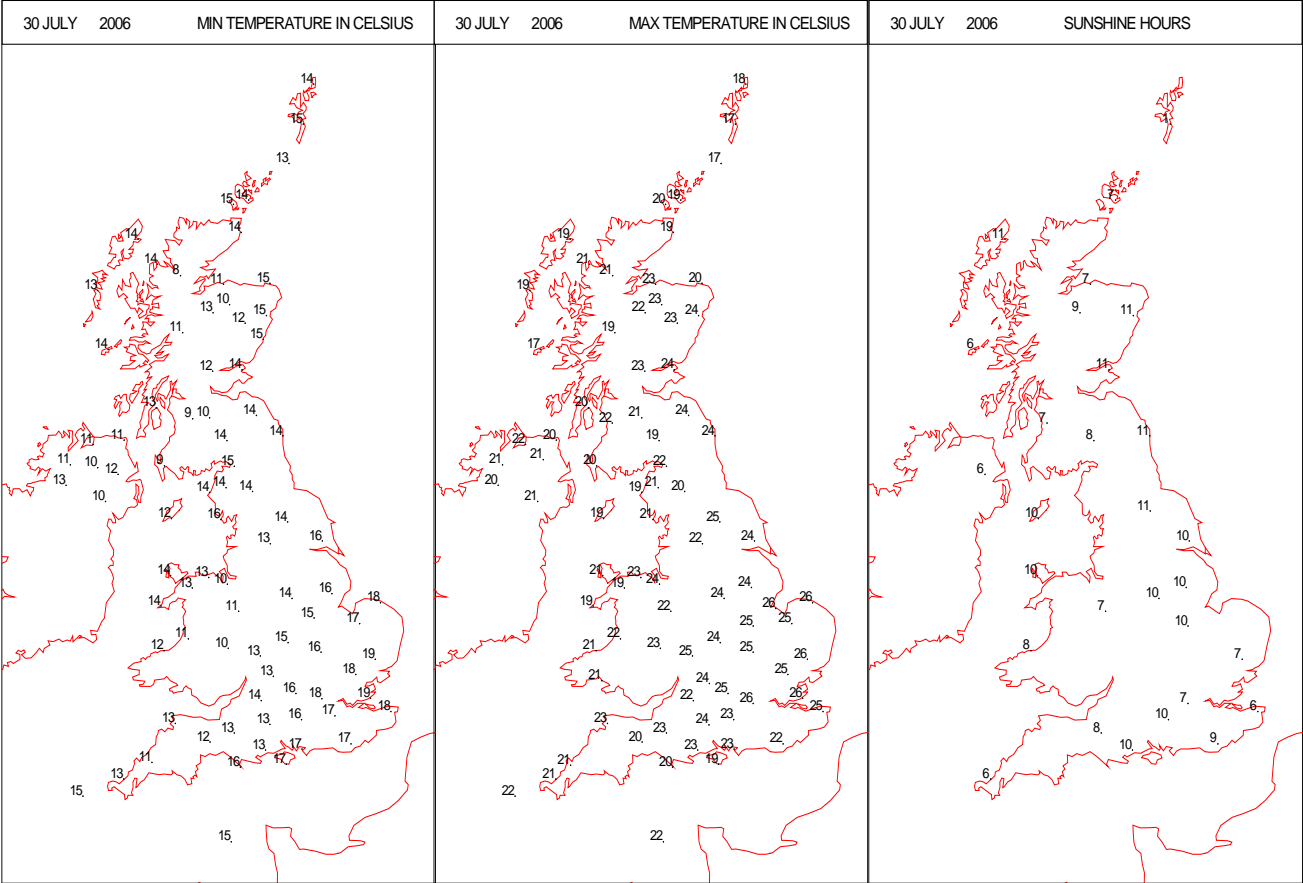 30 JULY 2006 MIN TEMPERATURE IN CELSIUS
14
15
13
15 14
14
14
14
8
13 11 15
10
13 15
12
11 15
14
12 14
13
9 10 14
14
11 11 14
11 10 9 15
12
13 14
14 14
10
12 16 14
13 16
14 13
13 10
14 16
14 11 18
15 17
11
12 10 15
13 16 19
13 18
14 16 18 19
17 18
13 13 16
12 13
13 17 17
11 16 17
13
15
15
30 JULY 2006 MAX TEMPERATURE IN CELSIUS
18
17
17
20 19
19
19
21
21
19 23 20
23
22 24
23
19
17
23 24
20
22 21 24
24
22 20 19
21 21 20 22
20 21
19 20
21
19 21 25
22 24
21 23
19 24 24
19 22 24 26 26
25 25
22
21 23 24
25 25 26
21 24 25
22 25 26 26
25
23 24 23
20 23
23 23 22
21 20 19
21
22
22
30 JULY 2006 SUNSHINE HOURS
1
7
11
7
9 11
6
11
7
8 11
6
10 11
10
10
10
7 10
10
8
7
7 6
10
8
10 9
6